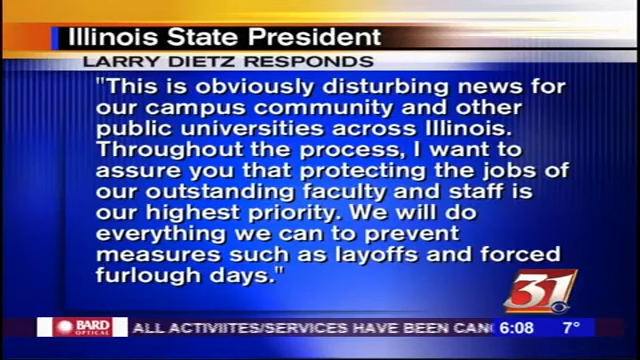 Illinois State President
LARRY DIETZ RESPONDS
"This is obviously disturbing news for
our campus community and other
public universities across Illinois.
Throughout the process, I want to
assure you that protecting the jobs of
our outstanding faculty and staff is
our highest priority. We will do
everything we can to prevent
measures such as layoffs and forced
furlough days."
31
BARD
OPTICAL
ALL ACTIVIITES/SERVICES HAVE BEEN CANC
6:08 7°